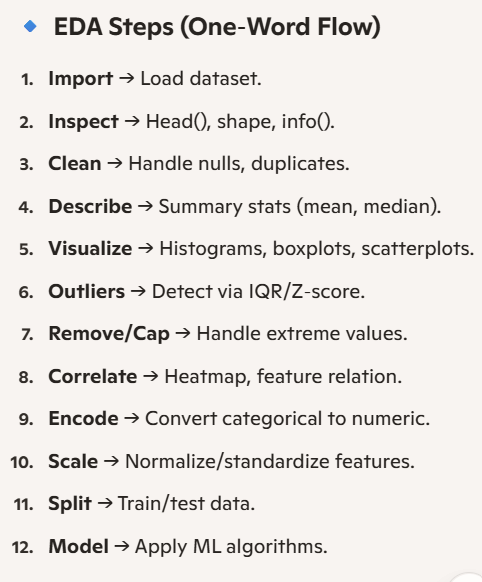 EDA Steps (One-Word Flow)
1. Import → Load dataset.
2. Inspect → Head(), shape, info().
3. Clean → Handle nulls, duplicates.
4. Describe → Summary stats (mean, median).
5. Visualize → Histograms, boxplots, scatterplots.
6. Outliers → Detect via IQR/Z-score.
7. Remove/Cap → Handle extreme values.
8. Correlate → Heatmap, feature relation.
9. Encode → Convert categorical to numeric.
10. Scale → Normalize/standardize features.
11. Split → Train/test data.
12. Model → Apply ML algorithms.